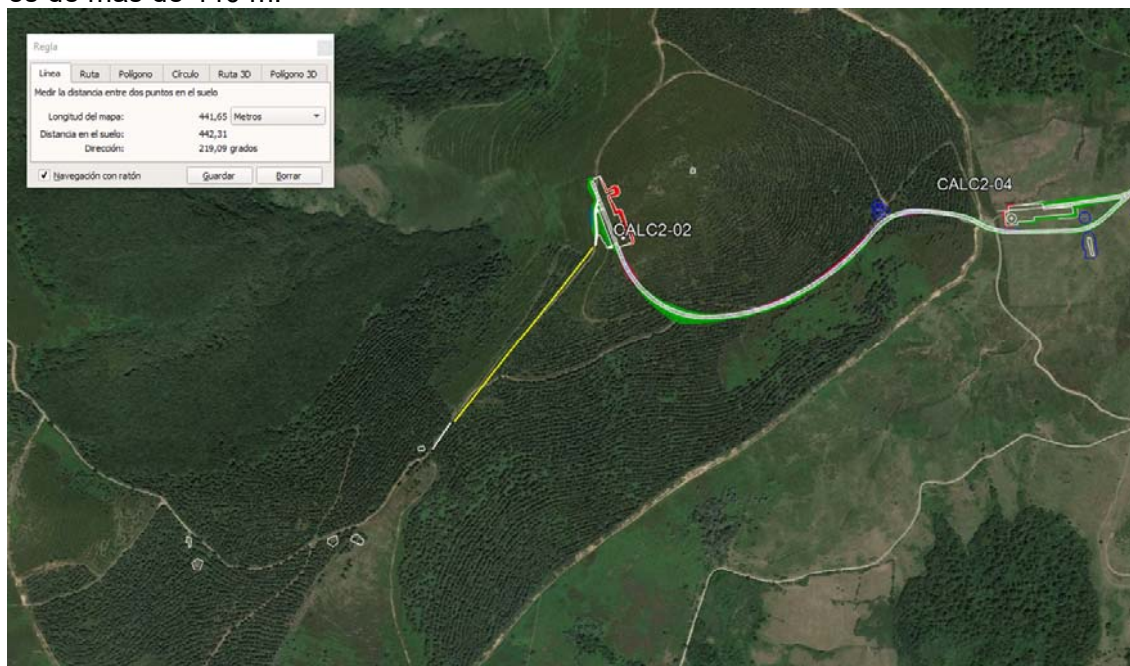 es de más de 440 m.
Regla
Línea Ruta Polígono Círculo Ruta 3D Polígono 3D
Medir la distancia entre dos puntos en el suelo
Longitud del mapa: 441,65 Metros
Distancia en el suelo: 442,31
Dirección: 219,09 grados
Navegación con ratón Guardar Borrar
CALC2-04
CALC2-02